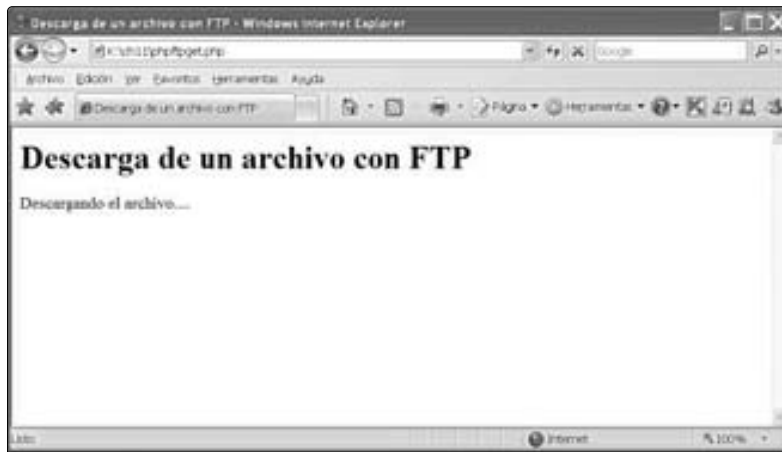 Descarga de un archivo con FTP - Windows Internet Explorer
Google
Archivo Edición Ver Favoritos Herramientas Ayuda
Descarga de un archivo con FTP
Página Herramientas
Descarga de un archivo con FTP
Descargando el archivo....
Listo
Internet
100%